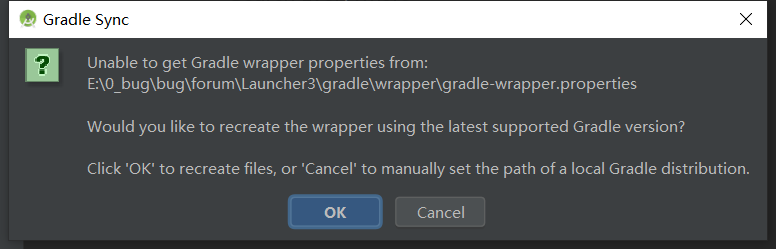 Gradle Sync
Unable to get Gradle wrapper properties from:
E:\0_bug\bug\forum\Launcher3\gradle\wrapper\gradle-wrapper.properties
Would you like to recreate the wrapper using the latest supported Gradle version?
Click 'OK' to recreate files, or 'Cancel' to manually set the path of a local Gradle distribution.
OK
Cancel